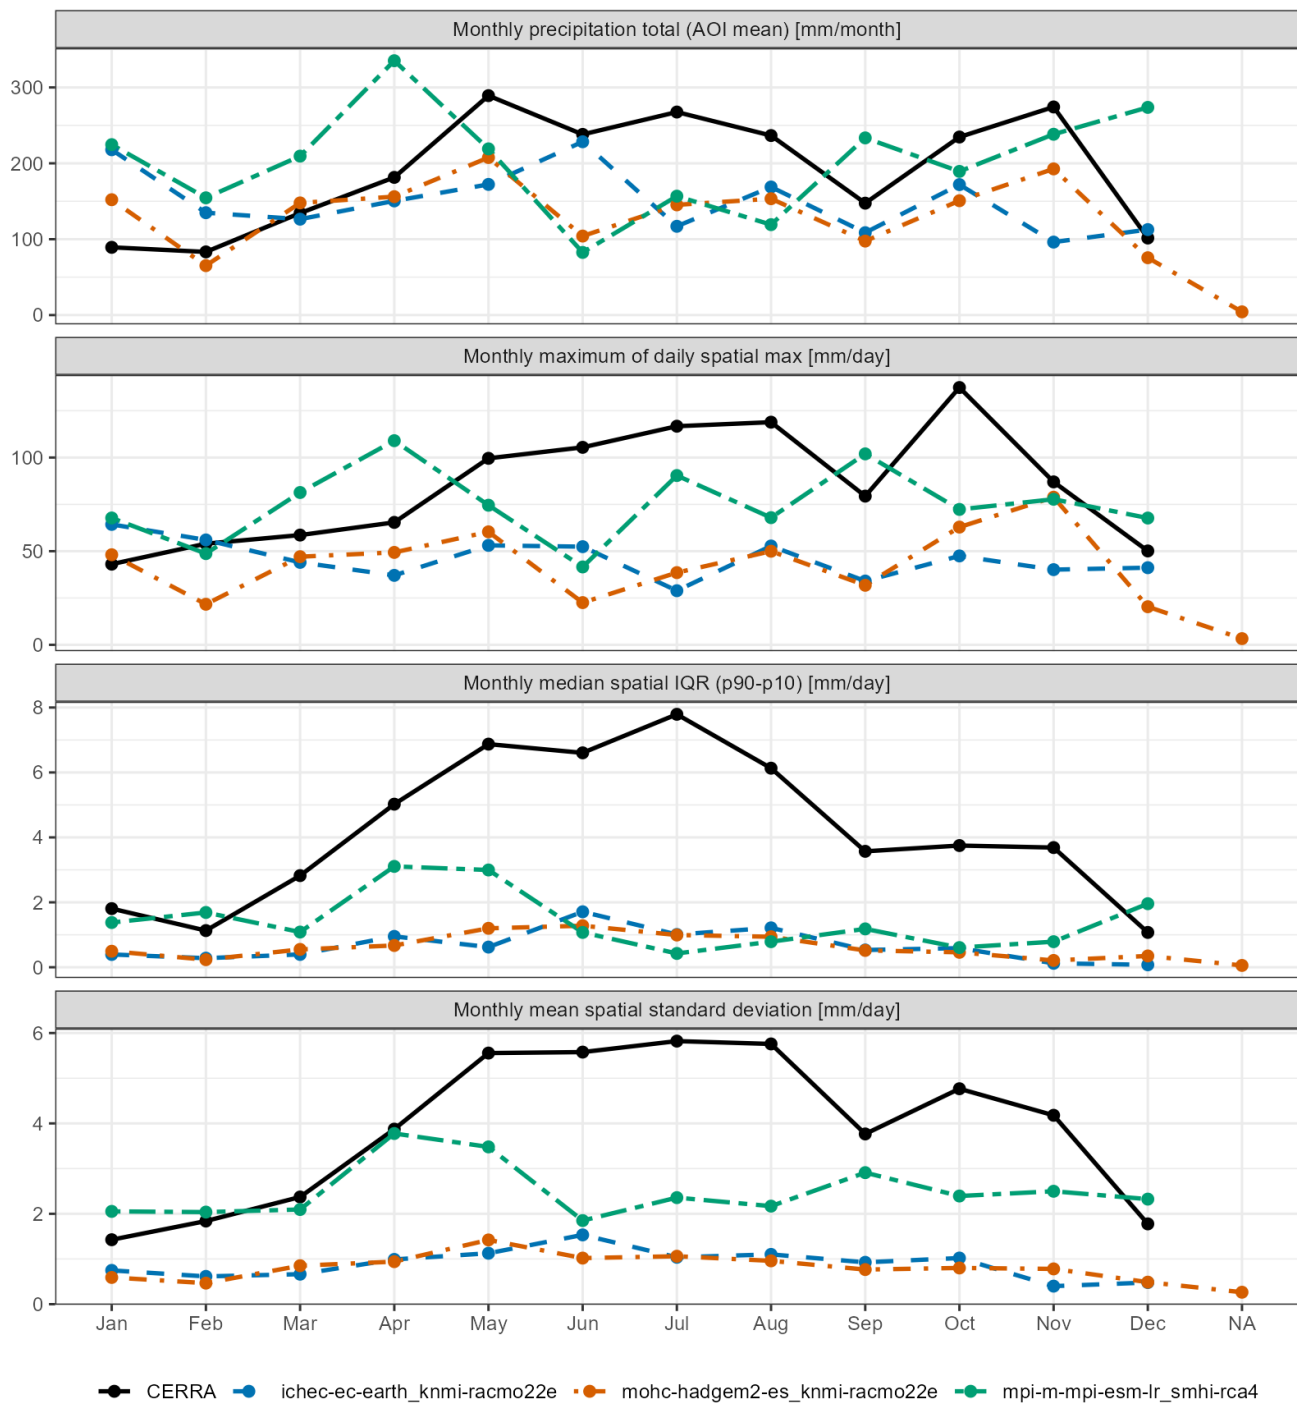 Monthly precipitation total (AOI mean) [mm/month]
300
200
100
0
Monthly maximum of daily spatial max [mm/day]
100
50
0
Monthly median spatial IQR (p90-p10) [mm/day]
8
6
4
2
0
Monthly mean spatial standard deviation [mm/day]
6
4
2
0
Jan Feb Mar Apr May Jun Jul Aug Sep Oct Nov Dec NA
CERRA ichec-ec-earth_knmi-racmo22e mohc-hadgem2-es_knmi-racmo22e mpi-m-mpi-esm-lr_smhi-rca4